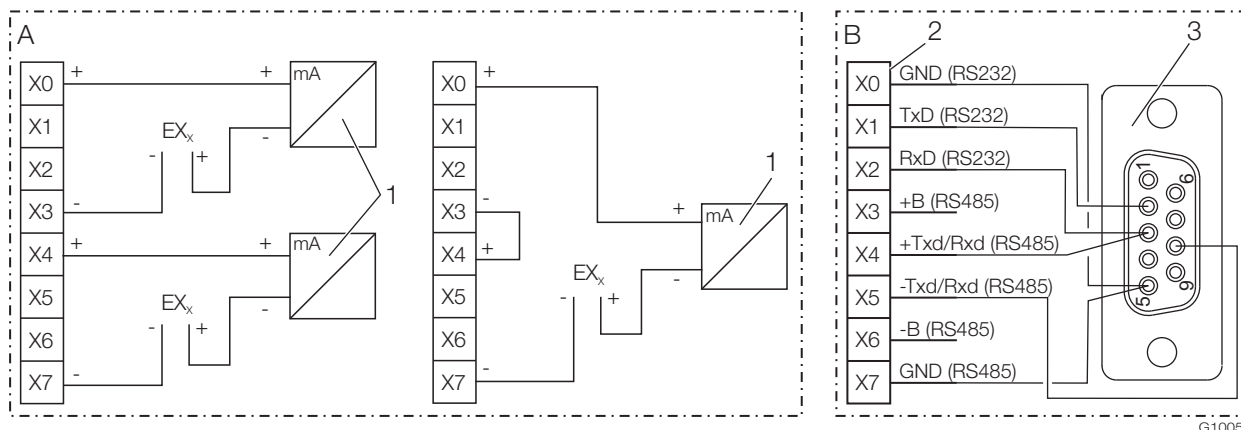 A
X0
X1
X2
X3
X4
X5
X6
X7
+ +
mA
EXx
- +
-
-
1
+ +
mA
EXx
- +
-
-
X0
X1
X2
X3
X4
X5
X6
X7
+
-
+
1
+
mA
EXx
- +
-
-
B
2
3
X0 GND (RS232)
X1 TxD (RS232)
X2 RxD (RS232)
X3 +B (RS485)
X4 +Txd/Rxd (RS485)
X5 -Txd/Rxd (RS485)
X6 -B (RS485)
X7 GND (RS485)
1
6
9
5
G1005